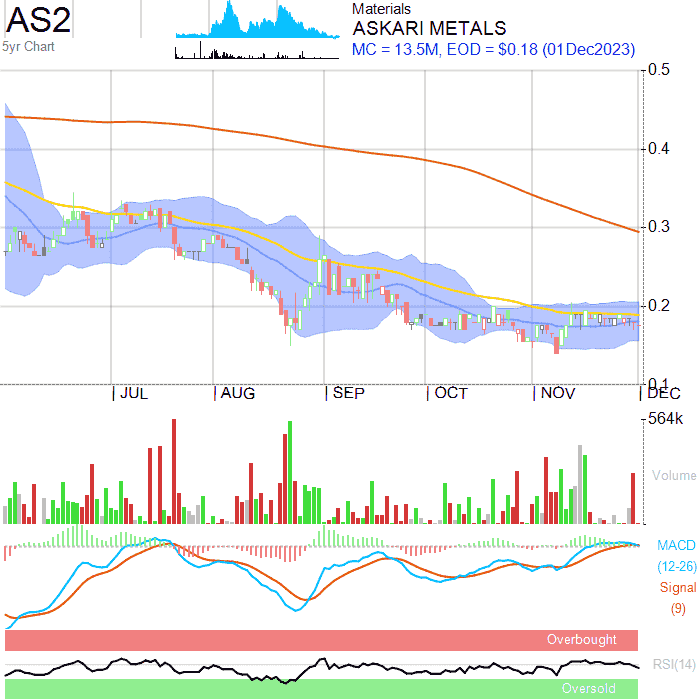 AS2
5yr Chart
Materials
ASKARI METALS
MC = 13.5M, EOD = $0.18 (01Dec2023)
0.5
0.4
0.3
0.2
0.1
JUL AUG SEP OCT NOV DEC
564k
Volume
MACD
(12-26)
Signal
(9)
Overbought
RSI(14)
Oversold